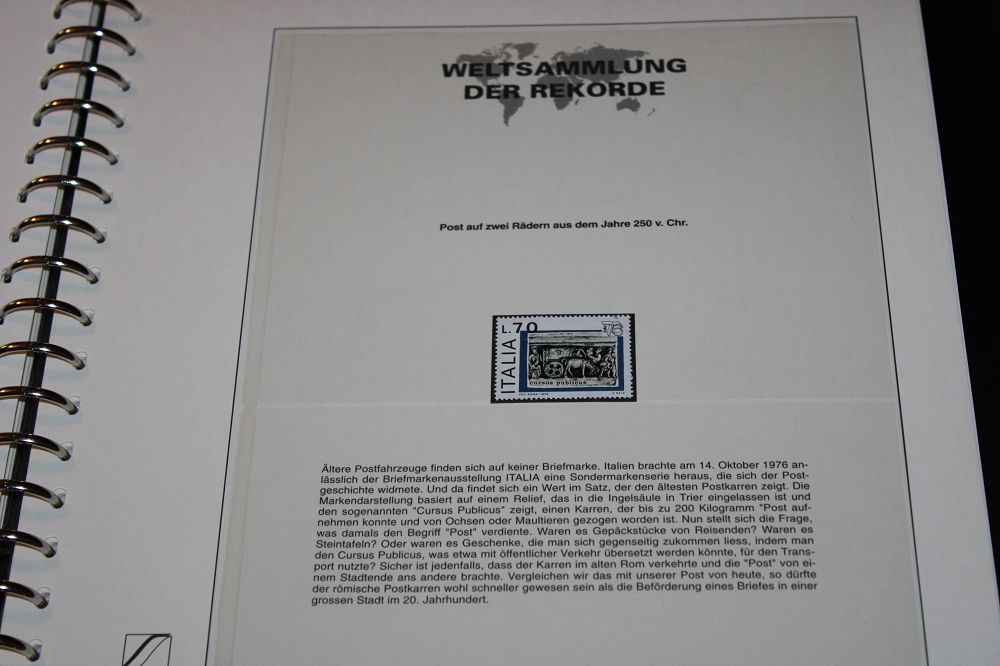 WELTSAMMLUNG
DER REKORDE
Post auf zwei Rädern aus dem Jahre 250 v. Chr.
L.70
76
ITALIA
cursus publicus
Ältere Postfahrzeuge finden sich auf keiner Briefmarke. Italien brachte am 14. Oktober 1976 an-
lässlich der Briefmarkenausstellung ITALIA eine Sondermarkenserie heraus, die sich der Post-
geschichte widmete. Und da findet sich ein Wert im Satz, der den ältesten Postkarren zeigt. Die
Markendarstellung basiert auf einem Relief, das in die Ingelsäule in Trier eingelassen ist und
den sogenannten "Cursus Publicus" zeigt, einen Karren, der bis zu 200 Kilogramm "Post auf-
nehmen konnte und von Ochsen oder Maultieren gezogen worden ist. Nun stellt sich die Frage,
was damals den Begriff "Post" verdiente. Waren es Gepäckstücke von Reisenden? Waren es
Steintafeln? Oder waren es Geschenke, die man sich gegenseitig zukommen liess, indem man
den Cursus Publicus, was etwa mit öffentlicher Verkehr übersetzt werden könnte, für den Trans-
port nutzte? Sicher ist jedenfalls, dass der Karren im alten Rom verkehrte und die "Post" von ei-
nem Stadtende ans andere brachte. Vergleichen wir das mit unserer Post von heute, so dürfte
der römische Postkarren wohl schneller gewesen sein als die Beförderung eines Briefes in einer
grossen Stadt im 20. Jahrhundert.